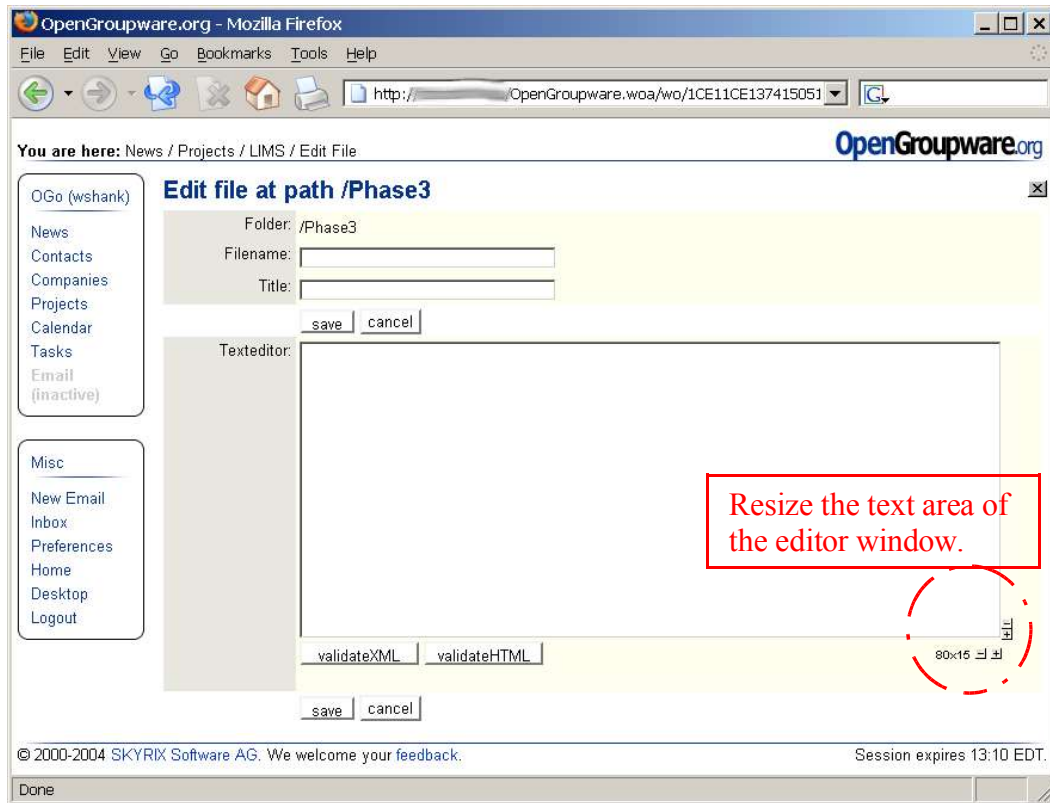 OpenGroupware.org - Mozilla Firefox
File Edit View Go Bookmarks Tools Help
http:// /OpenGroupware.woa/wo/1CE11CE137415051 G
You are here: News / Projects / LIMS / Edit File
OpenGroupware.org
OGo (wshank)
News
Contacts
Companies
Projects
Calendar
Tasks
Email
(inactive)
Misc
New Email
Inbox
Preferences
Home
Desktop
Logout
Edit file at path /Phase3
Folder: /Phase3
Filename:
Title:
save cancel
Texteditor:
Resize the text area of
the editor window.
validateXML validateHTML 80x15
save cancel
© 2000-2004 SKYRIX Software AG. We welcome your feedback. Session expires 13:10 EDT.
Done